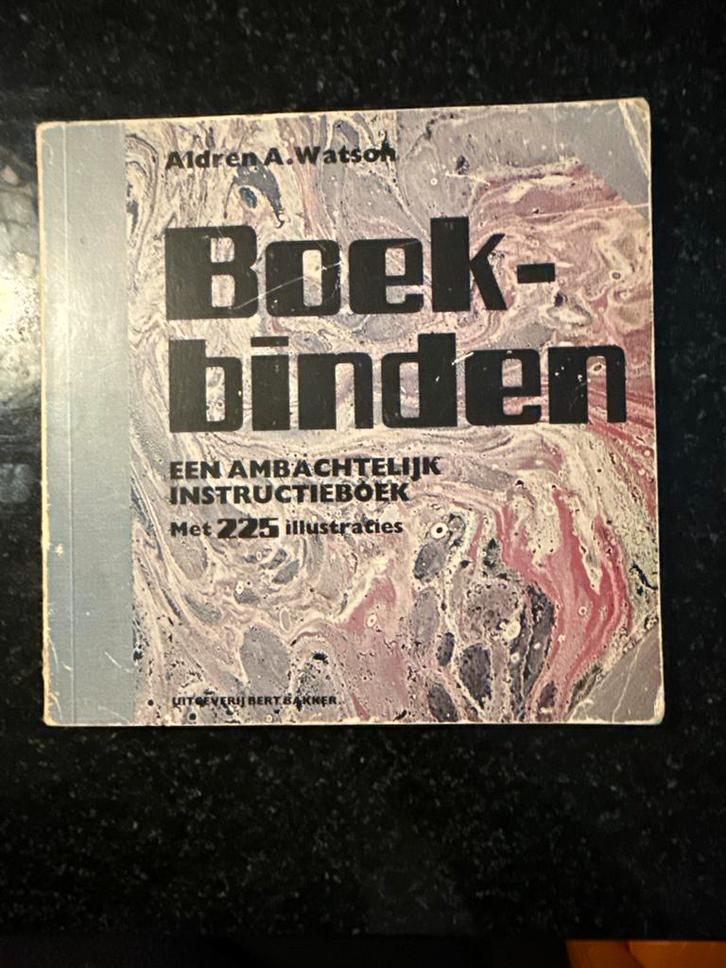 Aldren A. Watson
Boek-
binden
EEN AMBACHTELIJK
INSTRUCTIEBOEK
Met 225 illustraties
UITGEVERIJ BERT BAKKER